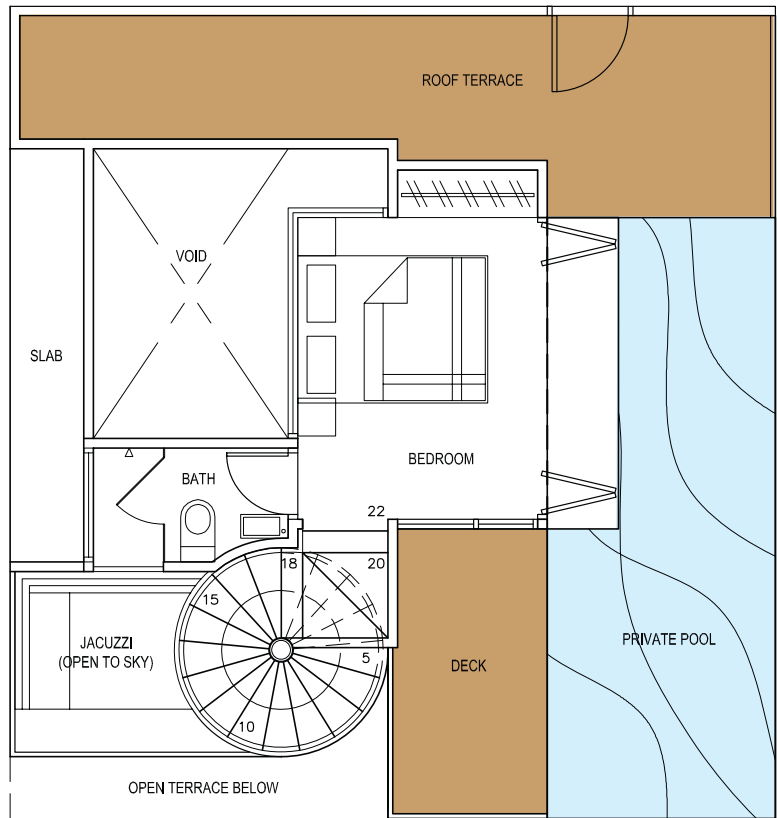 ROOF TERRACE
VOID
SLAB
BEDROOM
BATH
22
18
20
15
JACUZZI
(OPEN TO SKY)
5
DECK
PRIVATE POOL
10
OPEN TERRACE BELOW